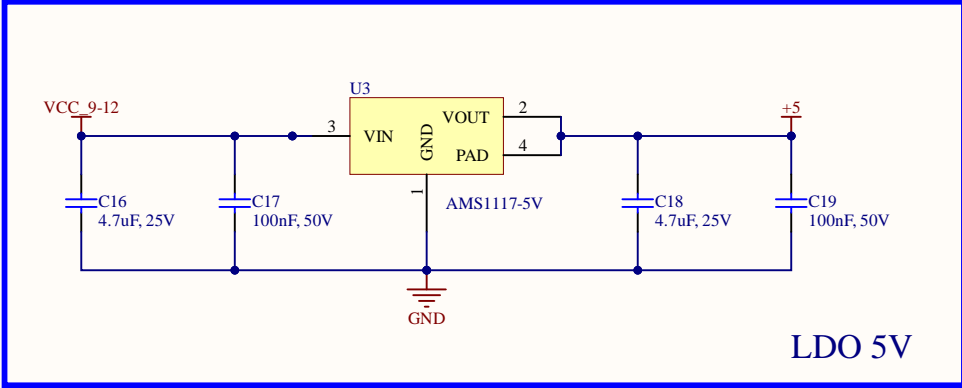 U3
VCC_9-12
+5
3
VIN
GND
VOUT
2
PAD
4
1
AMS1117-5V
C16
4.7uF, 25V
C17
100nF, 50V
C18
4.7uF, 25V
C19
100nF, 50V
GND
LDO 5V